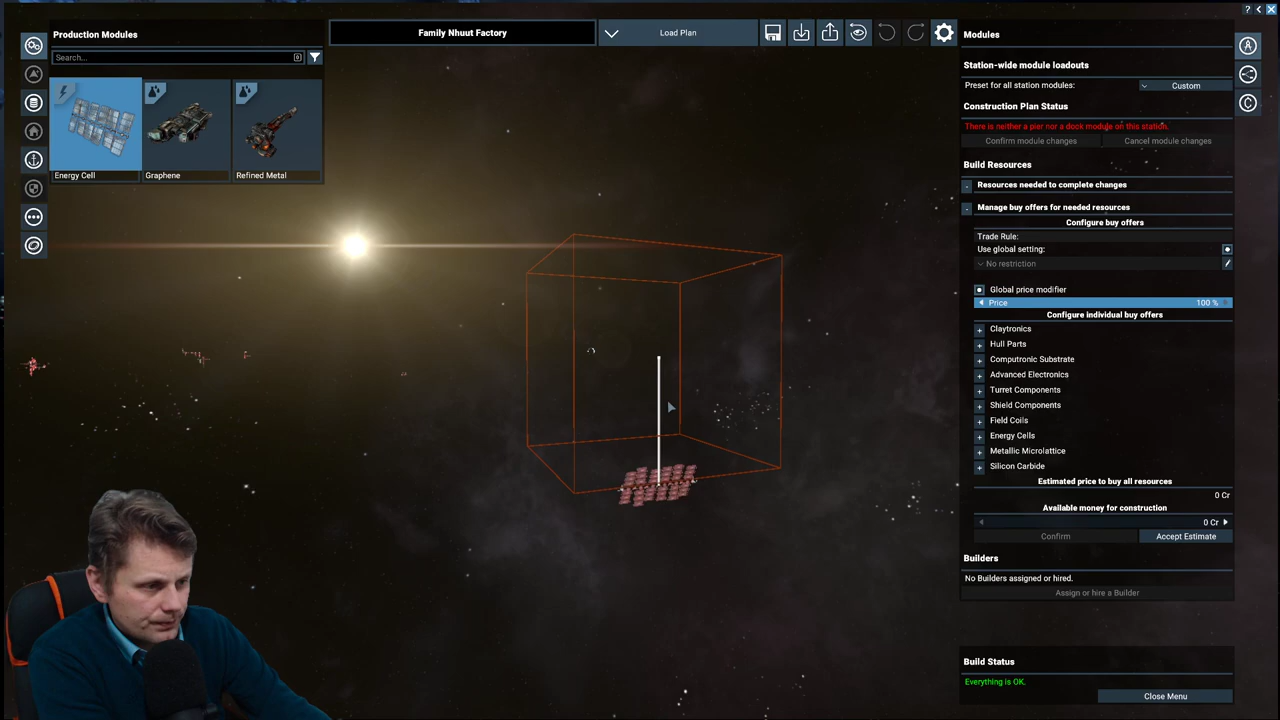 Production Modules
Search...
Energy Cell
Graphene
Refined Metal
Family Nhuut Factory
Load Plan
Modules
Station-wide module loadouts
Preset for all station modules:
Custom
Construction Plan Status
There is neither a pier nor a dock module on this station.
Confirm module changes
Cancel module changes
Build Resources
- Resources needed to complete changes
- Manage buy offers for needed resources
Configure buy offers
Trade Rule:
Use global setting:
No restriction
Global price modifier
Price 100 %
Configure individual buy offers
+ Claytronics
+ Hull Parts
+ Computronic Substrate
+ Advanced Electronics
+ Turret Components
+ Shield Components
+ Field Coils
+ Energy Cells
+ Metallic Microlattice
+ Silicon Carbide
Estimated price to buy all resources
0 Cr
Available money for construction
0 Cr
Confirm
Accept Estimate
Builders
No Builders assigned or hired.
Assign or hire a Builder
Build Status
Everything is OK.
Close Menu